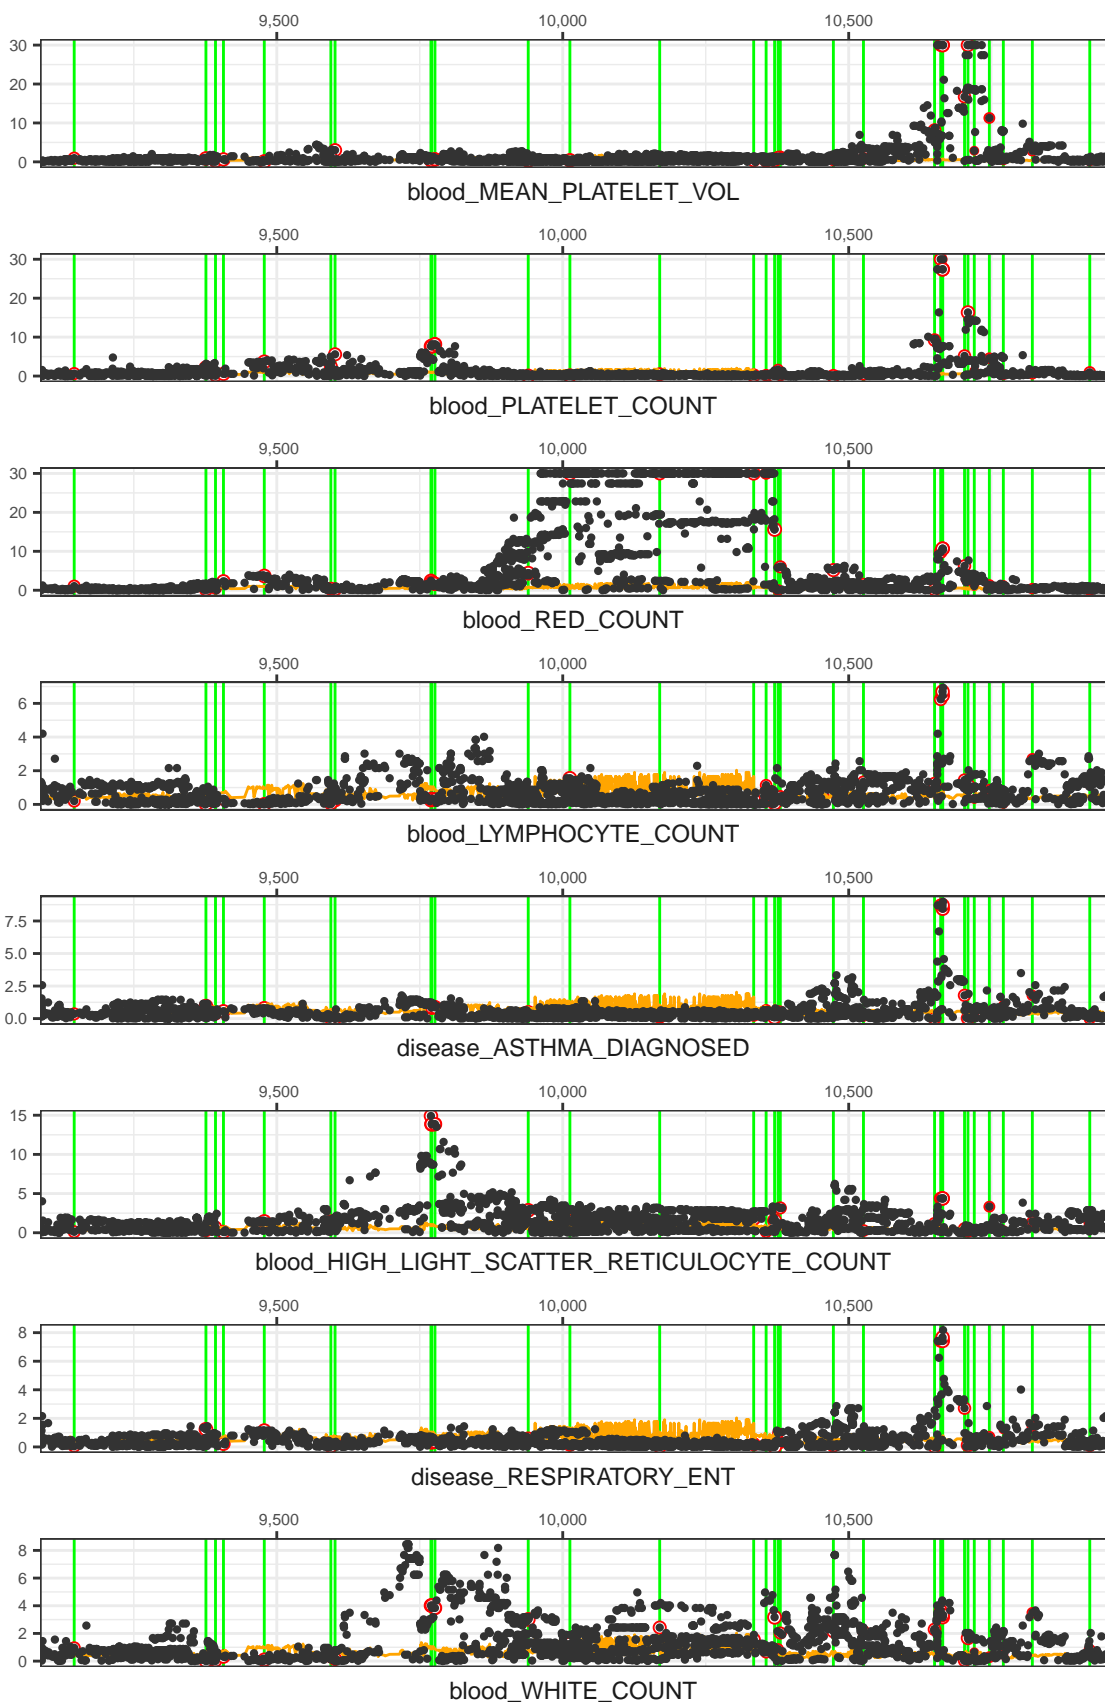 9,500 10,000 10,500
30
20
10
0
blood_MEAN_PLATELET_VOL
9,500 10,000 10,500
30
20
10
0
blood_PLATELET_COUNT
9,500 10,000 10,500
30
20
10
0
blood_RED_COUNT
9,500 10,000 10,500
6
4
2
0
blood_LYMPHOCYTE_COUNT
9,500 10,000 10,500
7.5
5.0
2.5
0.0
disease_ASTHMA_DIAGNOSED
9,500 10,000 10,500
15
10
5
0
blood_HIGH_LIGHT_SCATTER_RETICULOCYTE_COUNT
9,500 10,000 10,500
8
6
4
2
0
disease_RESPIRATORY_ENT
9,500 10,000 10,500
8
6
4
2
0
blood_WHITE_COUNT